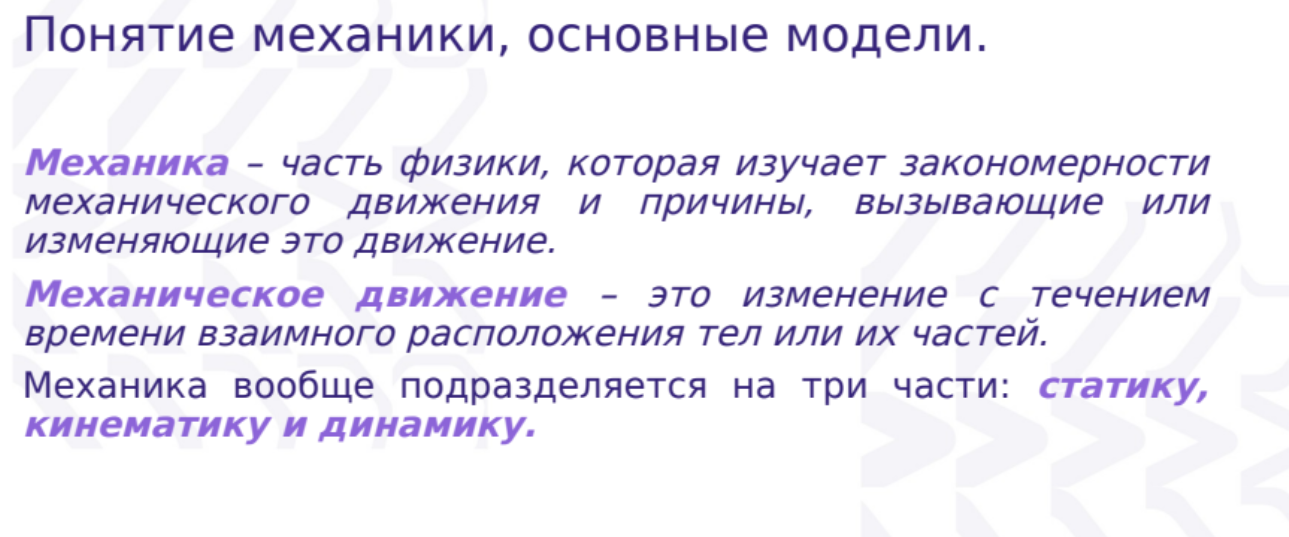 Понятие механики, основные модели.
Механика – часть физики, которая изучает закономерности
механического движения и причины, вызывающие или
изменяющие это движение.
Механическое движение – это изменение с течением
времени взаимного расположения тел или их частей.
Механика вообще подразделяется на три части: статику,
кинематику и динамику.